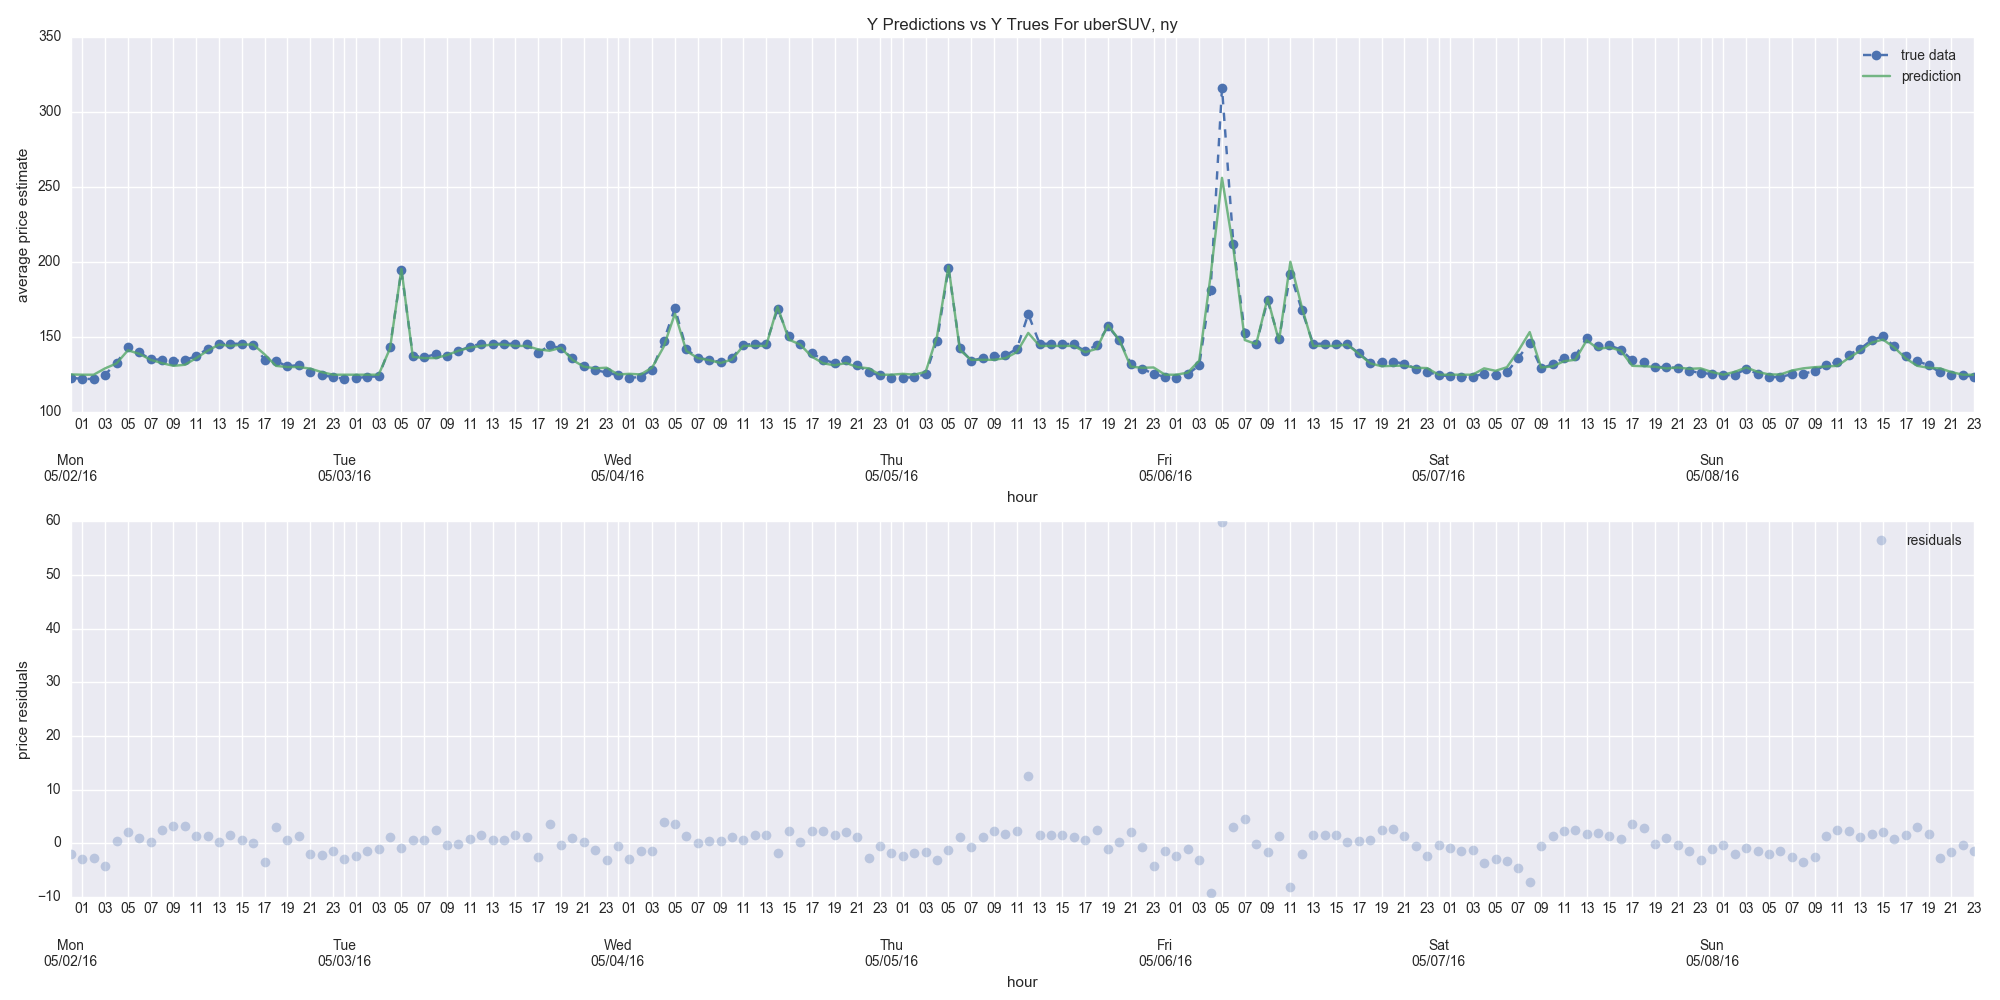 Y Predictions vs Y Trues For uberSUV, ny
350
300
250
200
150
100
average price estimate
true data
prediction
01 03 05 07 09 11 13 15 17 19 21 23 01 03 05 07 09 11 13 15 17 19 21 23 01 03 05 07 09 11 13 15 17 19 21 23 01 03 05 07 09 11 13 15 17 19 21 23 01 03 05 07 09 11 13 15 17 19 21 23 01 03 05 07 09 11 13 15 17 19 21 23 01 03 05 07 09 11 13 15 17 19 21 23
Mon Tue Wed Thu Fri Sat Sun
05/02/16 05/03/16 05/04/16 05/05/16 05/06/16 05/07/16 05/08/16
hour
60
50
40
30
20
10
0
−10
price residuals
residuals
01 03 05 07 09 11 13 15 17 19 21 23 01 03 05 07 09 11 13 15 17 19 21 23 01 03 05 07 09 11 13 15 17 19 21 23 01 03 05 07 09 11 13 15 17 19 21 23 01 03 05 07 09 11 13 15 17 19 21 23 01 03 05 07 09 11 13 15 17 19 21 23 01 03 05 07 09 11 13 15 17 19 21 23
Mon Tue Wed Thu Fri Sat Sun
05/02/16 05/03/16 05/04/16 05/05/16 05/06/16 05/07/16 05/08/16
hour